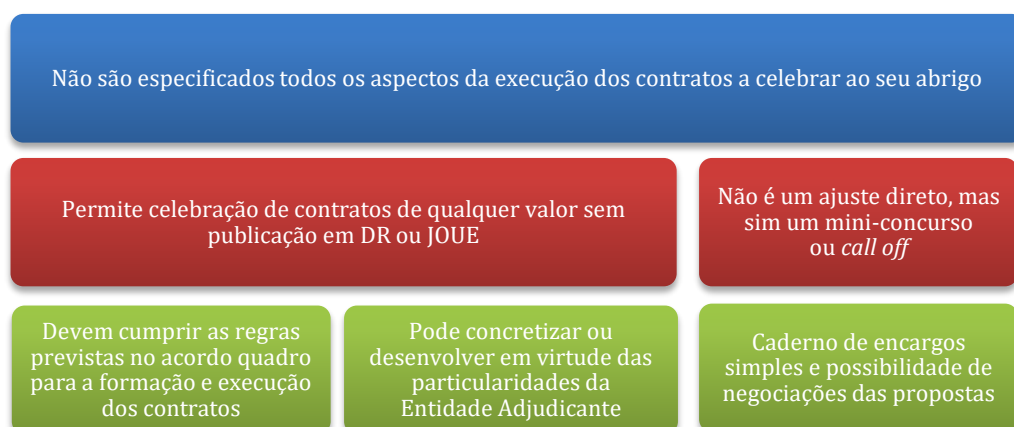 Não são especificados todos os aspectos da execução dos contratos a celebrar ao seu abrigo
Permite celebração de contratos de qualquer valor sem
publicação em DR ou JOUE
Não é um ajuste direto, mas
sim um mini-concurso
ou call off
Devem cumprir as regras
previstas no acordo quadro
para a formação e execução
dos contratos
Pode concretizar ou
desenvolver em virtude das
particularidades da
Entidade Adjudicante
Caderno de encargos
simples e possibilidade de
negociações das propostas